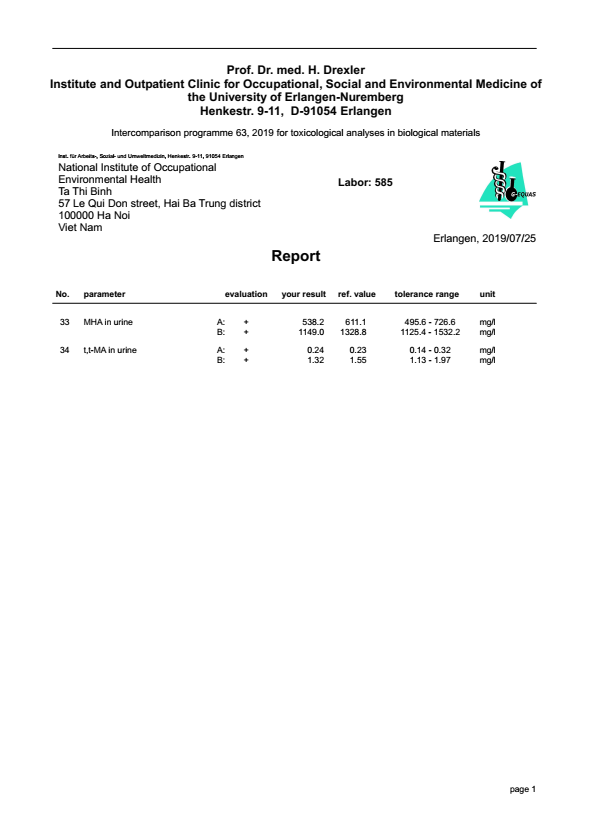 Prof. Dr. med. H. Drexler
Institute and Outpatient Clinic for Occupational, Social and Environmental Medicine of
the University of Erlangen-Nuremberg
Henkestr. 9-11, D-91054 Erlangen
Intercomparison programme 63, 2019 for toxicological analyses in biological materials
Inst. für Arbeits-, Sozial- und Umweltmedizin, Henkestr. 9-11, 91054 Erlangen
National Institute of Occupational
Environmental Health
Ta Thi Binh
57 Le Qui Don street, Hai Ba Trung district
100000 Ha Noi
Viet Nam
Labor: 585
G-EQUAS
Erlangen, 2019/07/25
Report
No. parameter evaluation your result ref. value tolerance range unit
33 MHA in urine A: + 538.2 611.1 495.6 - 726.6 mg/l
B: + 1149.0 1328.8 1125.4 - 1532.2 mg/l
34 t,t-MA in urine A: + 0.24 0.23 0.14 - 0.32 mg/l
B: + 1.32 1.55 1.13 - 1.97 mg/l
page 1